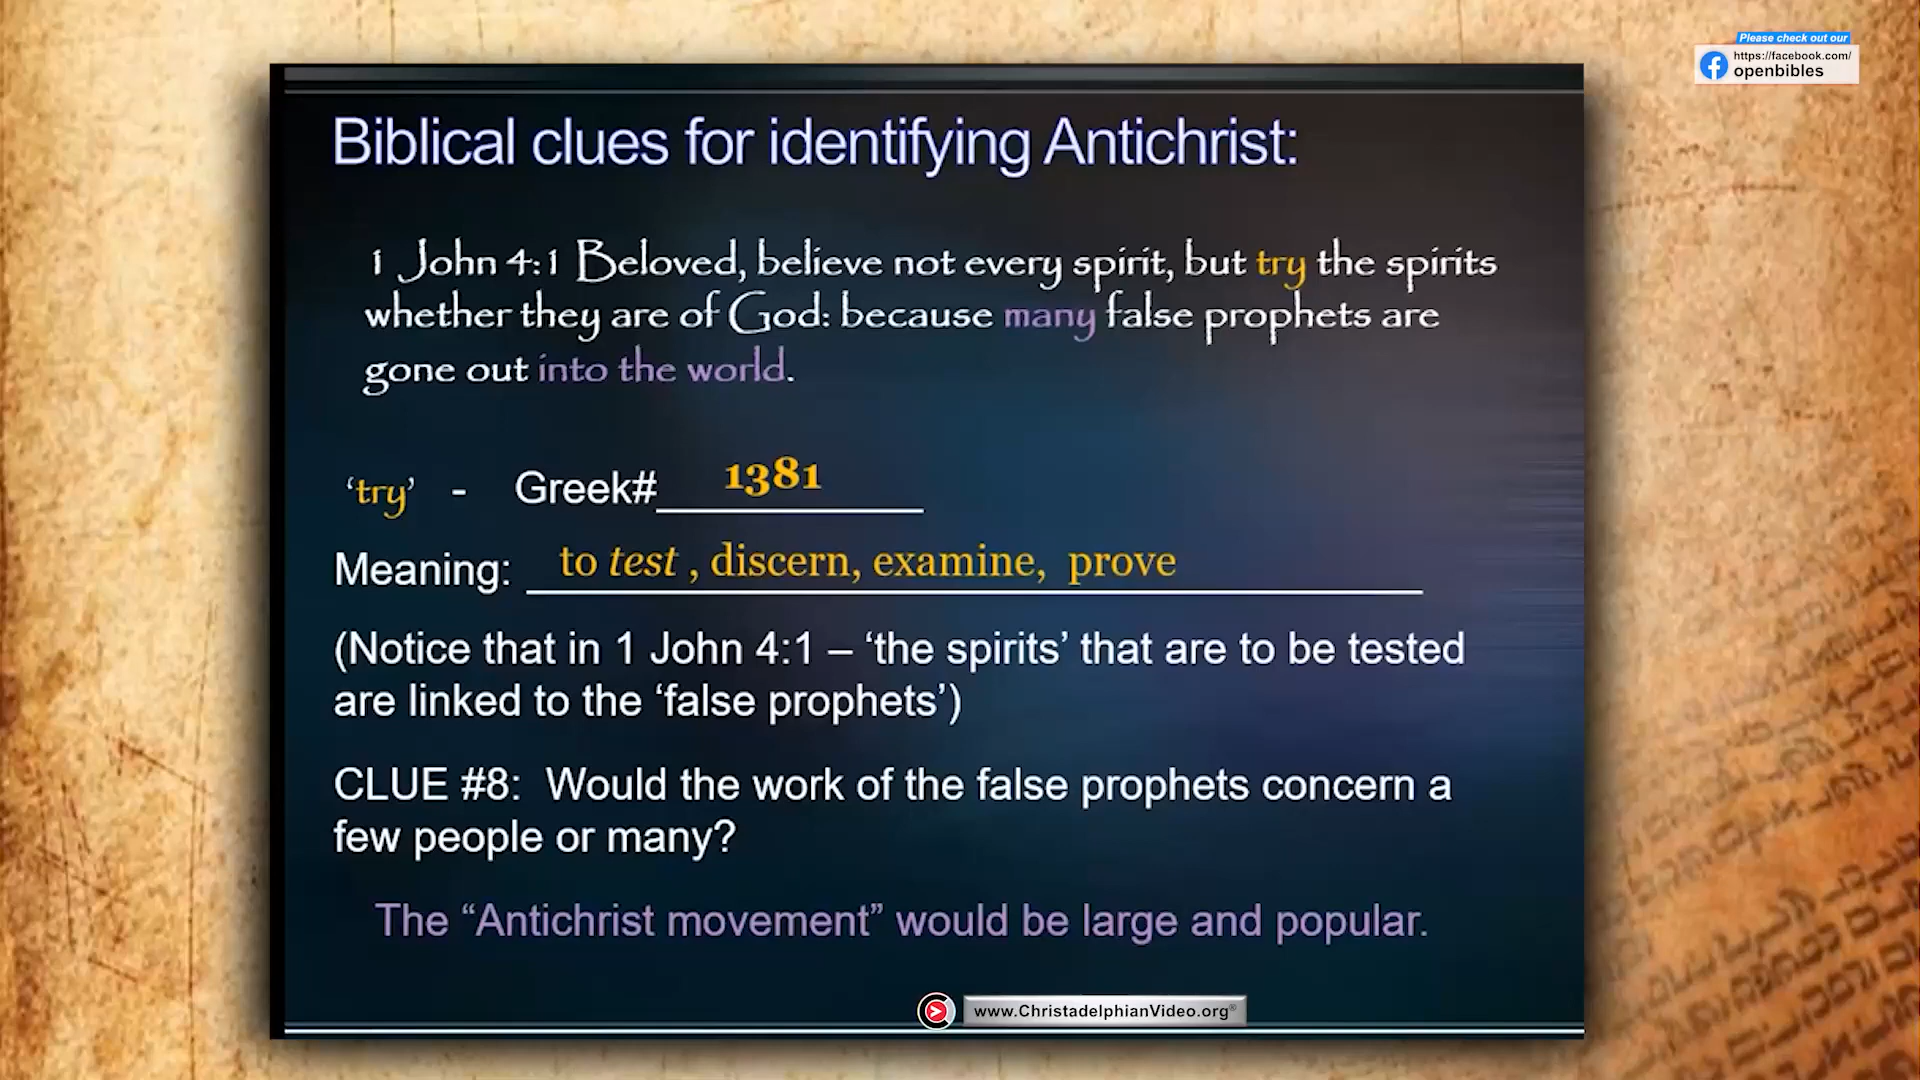 Please check out our
https://facebook.com/
openbibles
Biblical clues for identifying Antichrist:
1 John 4:1 Beloved, believe not every spirit, but try the spirits
whether they are of God: because many false prophets are
gone out into the world.
‘try’ - Greek# 1381
Meaning: to test , discern, examine, prove
(Notice that in 1 John 4:1 – ‘the spirits’ that are to be tested
are linked to the ‘false prophets’)
CLUE #8: Would the work of the false prophets concern a
few people or many?
The “Antichrist movement” would be large and popular.
www.ChristadelphianVideo.org®